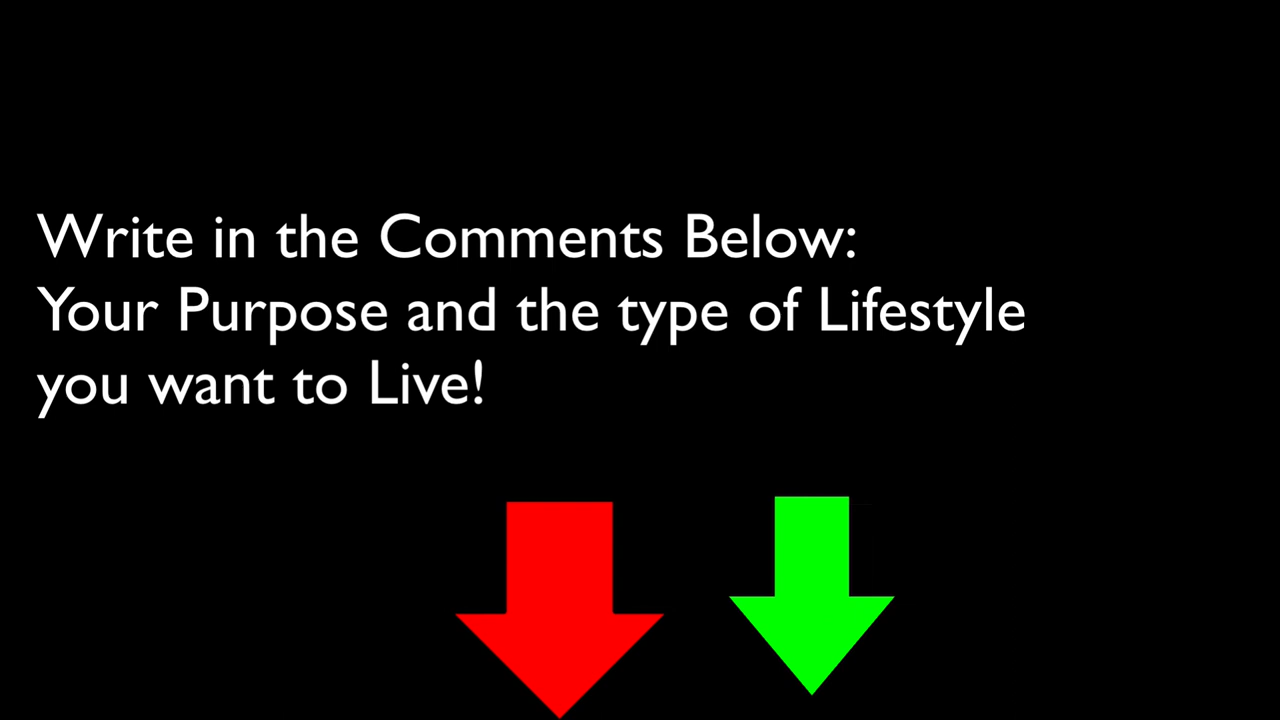 Write in the Comments Below:
Your Purpose and the type of Lifestyle
you want to Live!